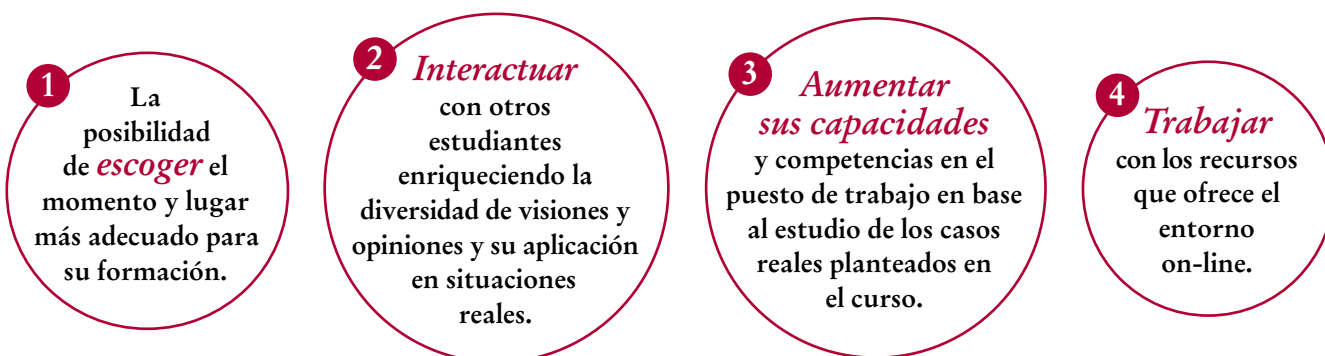 1
La
posibilidad
de escoger el
momento y lugar
más adecuado para
su formación.
2
Interactuar
con otros
estudiantes
enriqueciendo la
diversidad de visiones y
opiniones y su aplicación
en situaciones
reales.
3
Aumentar
sus capacidades
y competencias en el
puesto de trabajo en base
al estudio de los casos
reales planteados en
el curso.
4
Trabajar
con los recursos
que ofrece el
entorno
on-line.